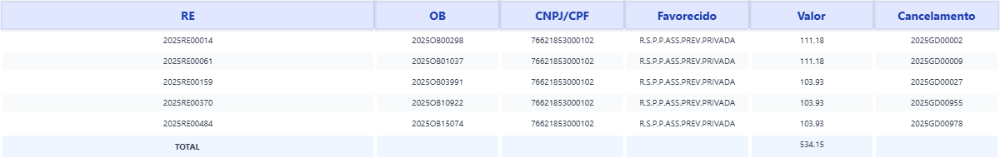 RE OB CNPJ/CPF Favorecido Valor Cancelamento
2025RE00014 2025OB00298 76621853000102 R.S.P.P.ASS.PREV.PRIVADA 111.18 2025GD00002
2025RE00061 2025OB01037 76621853000102 R.S.P.P.ASS.PREV.PRIVADA 111.18 2025GD00009
2025RE00159 2025OB03991 76621853000102 R.S.P.P.ASS.PREV.PRIVADA 103.93 2025GD00027
2025RE00370 2025OB10922 76621853000102 R.S.P.P.ASS.PREV.PRIVADA 103.93 2025GD00955
2025RE00484 2025OB15074 76621853000102 R.S.P.P.ASS.PREV.PRIVADA 103.93 2025GD00978
TOTAL 534.15